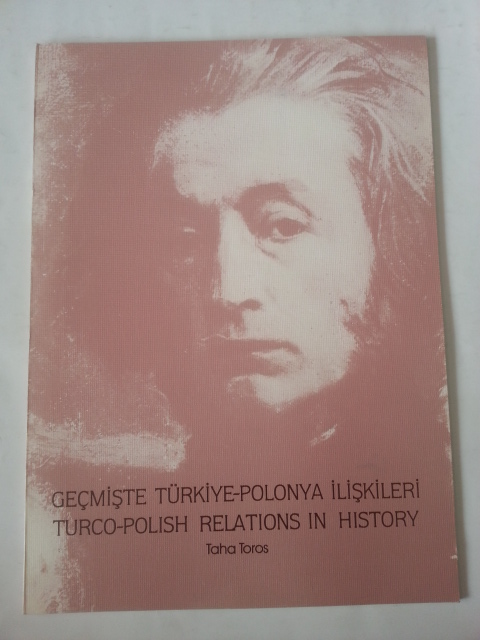 GEÇMİŞTE TÜRKİYE-POLONYA İLİŞKİLERİ
TURCO-POLISH RELATIONS IN HISTORY
Taha Toros